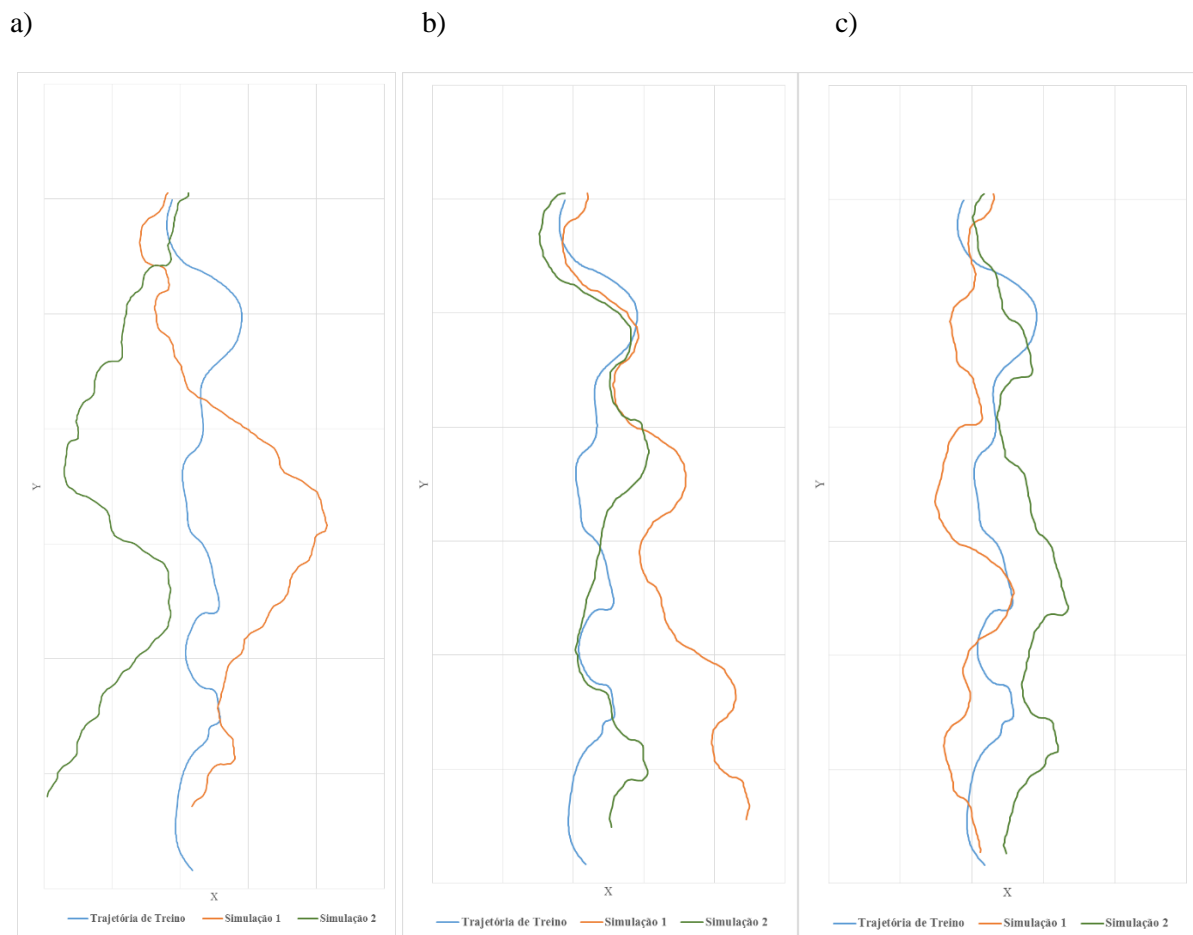 a)
b)
c)
Y
Y
Y
X
X
X
Trajetória de Treino Simulação 1 Simulação 2
Trajetória de Treino Simulação 1 Simulação 2
Trajetória de Treino Simulação 1 Simulação 2